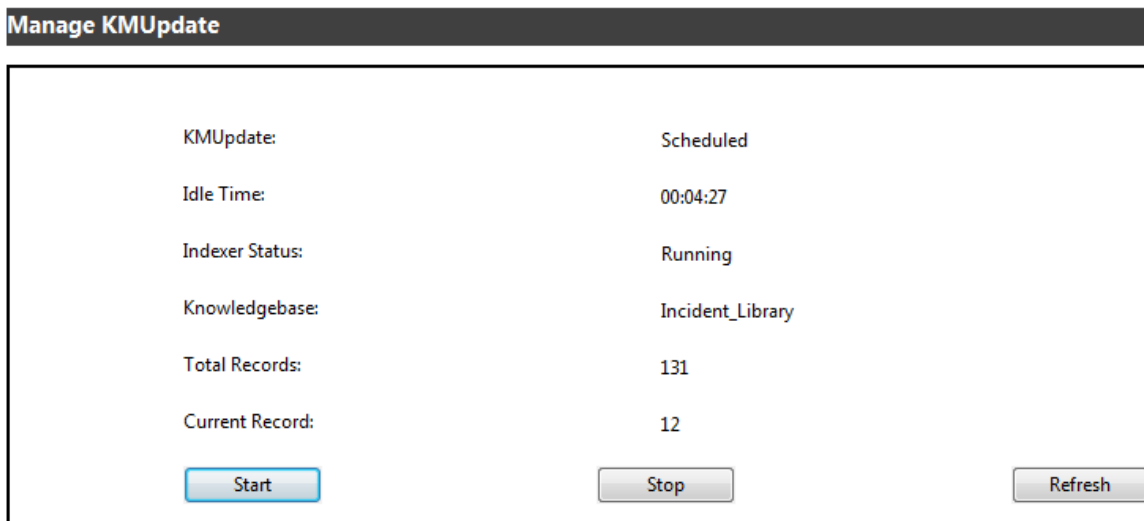 Manage KMUpdate
KMUpdate: Scheduled
Idle Time: 00:04:27
Indexer Status: Running
Knowledgebase: Incident_Library
Total Records: 131
Current Record: 12
Start Stop Refresh